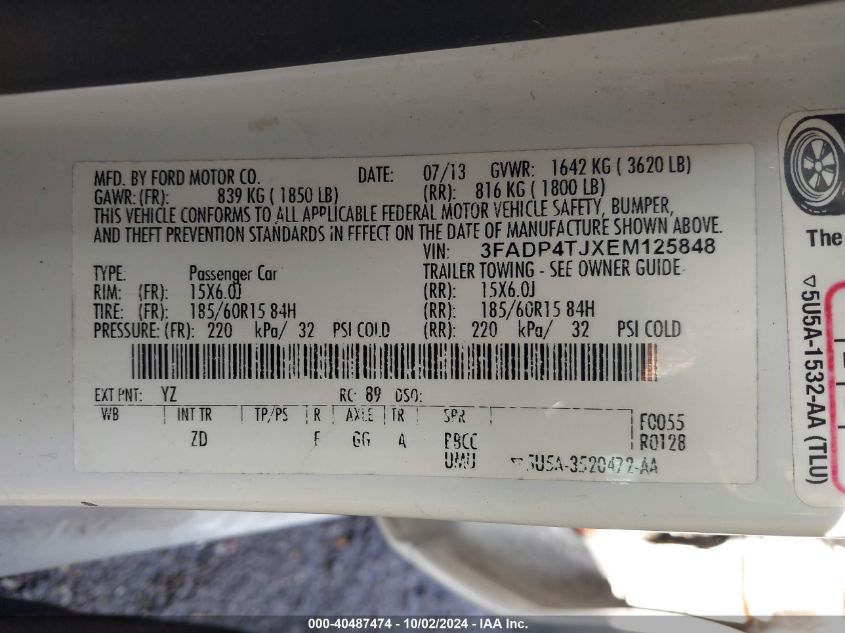 MFD. BY FORD MOTOR CO. DATE: 07/13 GVWR: 1642 KG ( 3620 LB)
GAWR:(FR): 839 KG ( 1850 LB) (RR): 816 KG ( 1800 LB)
THIS VEHICLE CONFORMS TO ALL APPLICABLE FEDERAL MOTOR VEHICLE SAFETY, BUMPER,
AND THEFT PREVENTION STANDARDS IN EFFECT ON THE DATE OF MANUFACTURE SHOWN ABOVE.
VIN: 3FADP4TJXEM125848
TYPE: Passenger Car TRAILER TOWING - SEE OWNER GUIDE
RIM: (FR): 15X6.0J (RR): 15X6.0J
TIRE: (FR): 185/60R15 84H (RR): 185/60R15 84H
PRESSURE: (FR): 220 kPa/ 32 PSI COLD (RR): 220 kPa/ 32 PSI COLD
EXT PNT: YZ RC: 89 DSO:
WB INT TR TP/PS R AXLE TR SPR F0055
ZD F GG A R0128
UMU 5U5A-3520472-AA
The
5U5A-1532-AA (TLU)
000-40487474 - 10/02/2024 - IAA Inc.